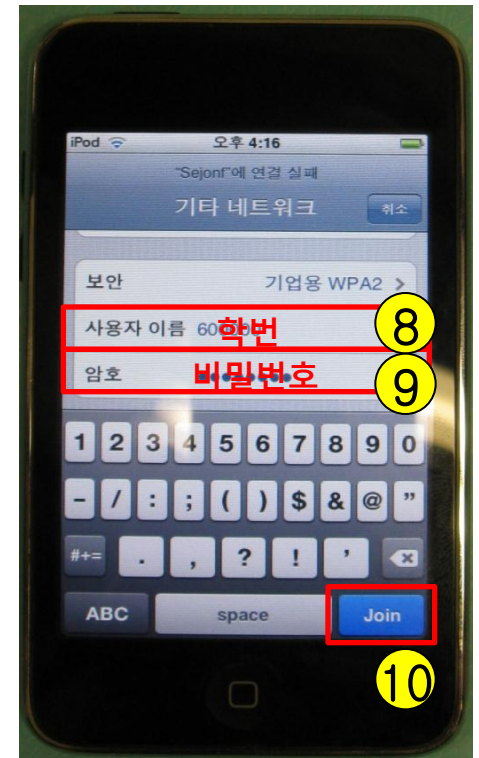 iPod 오후 4:16
"Sejonf"에 연결 실패
기타 네트워크 취소
보안 기업용 WPA2
사용자 이름 학번 8
암호 비밀번호 9
1 2 3 4 5 6 7 8 9 0
- / : ; ( ) $ & @ "
#+= . , ? ! '
ABC space Join
10